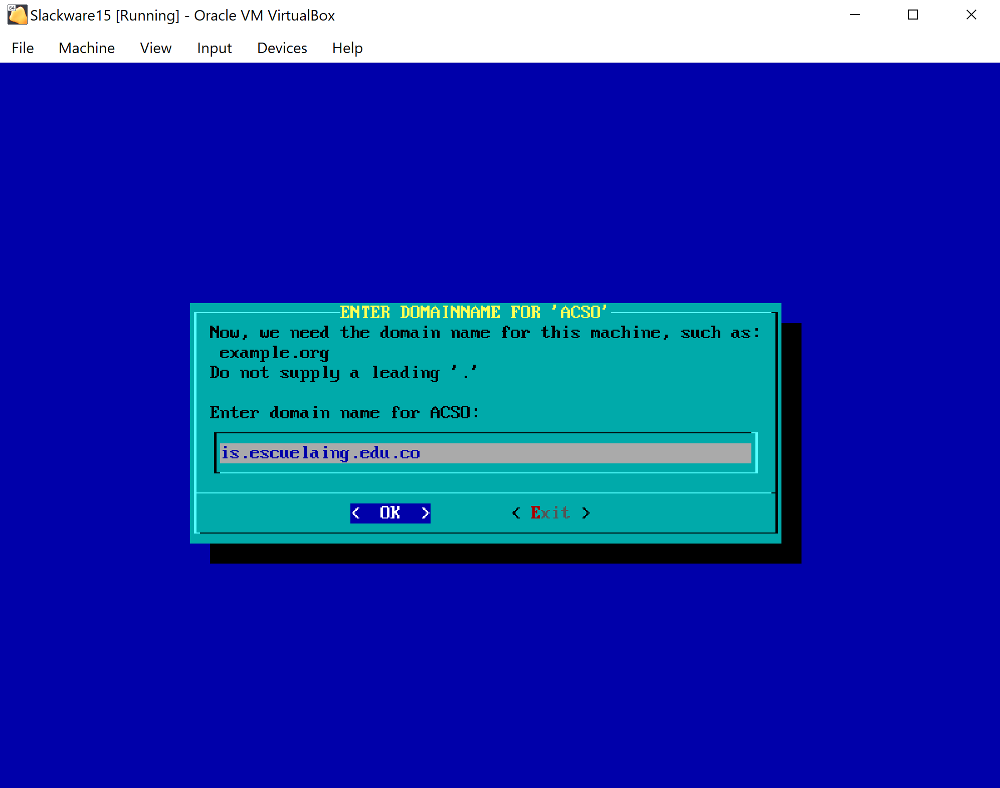 64
Slackware15 [Running] - Oracle VM VirtualBox
File Machine View Input Devices Help
ENTER DOMAINNAME FOR 'ACSO'
Now, we need the domain name for this machine, such as:
example.org
Do not supply a leading '.'
Enter domain name for ACSO:
is.escuelaing.edu.co
< OK > < Exit >